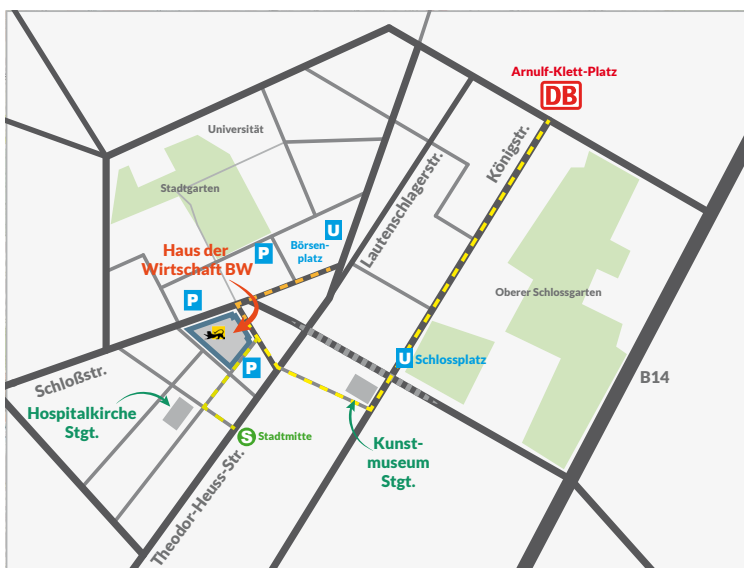 Arnulf-Klett-Platz
DB
Universität
Königstr.
Lautenschlagerstr.
Stadtgarten
U
Börsen-
platz
P
Haus der
Wirtschaft BW
P
Oberer Schlossgarten
U Schlossplatz
P
B14
Schloßstr.
Hospitalkirche
Stgt.
S Stadtmitte
Kunst-
museum
Stgt.
Theodor-Heuss-Str.